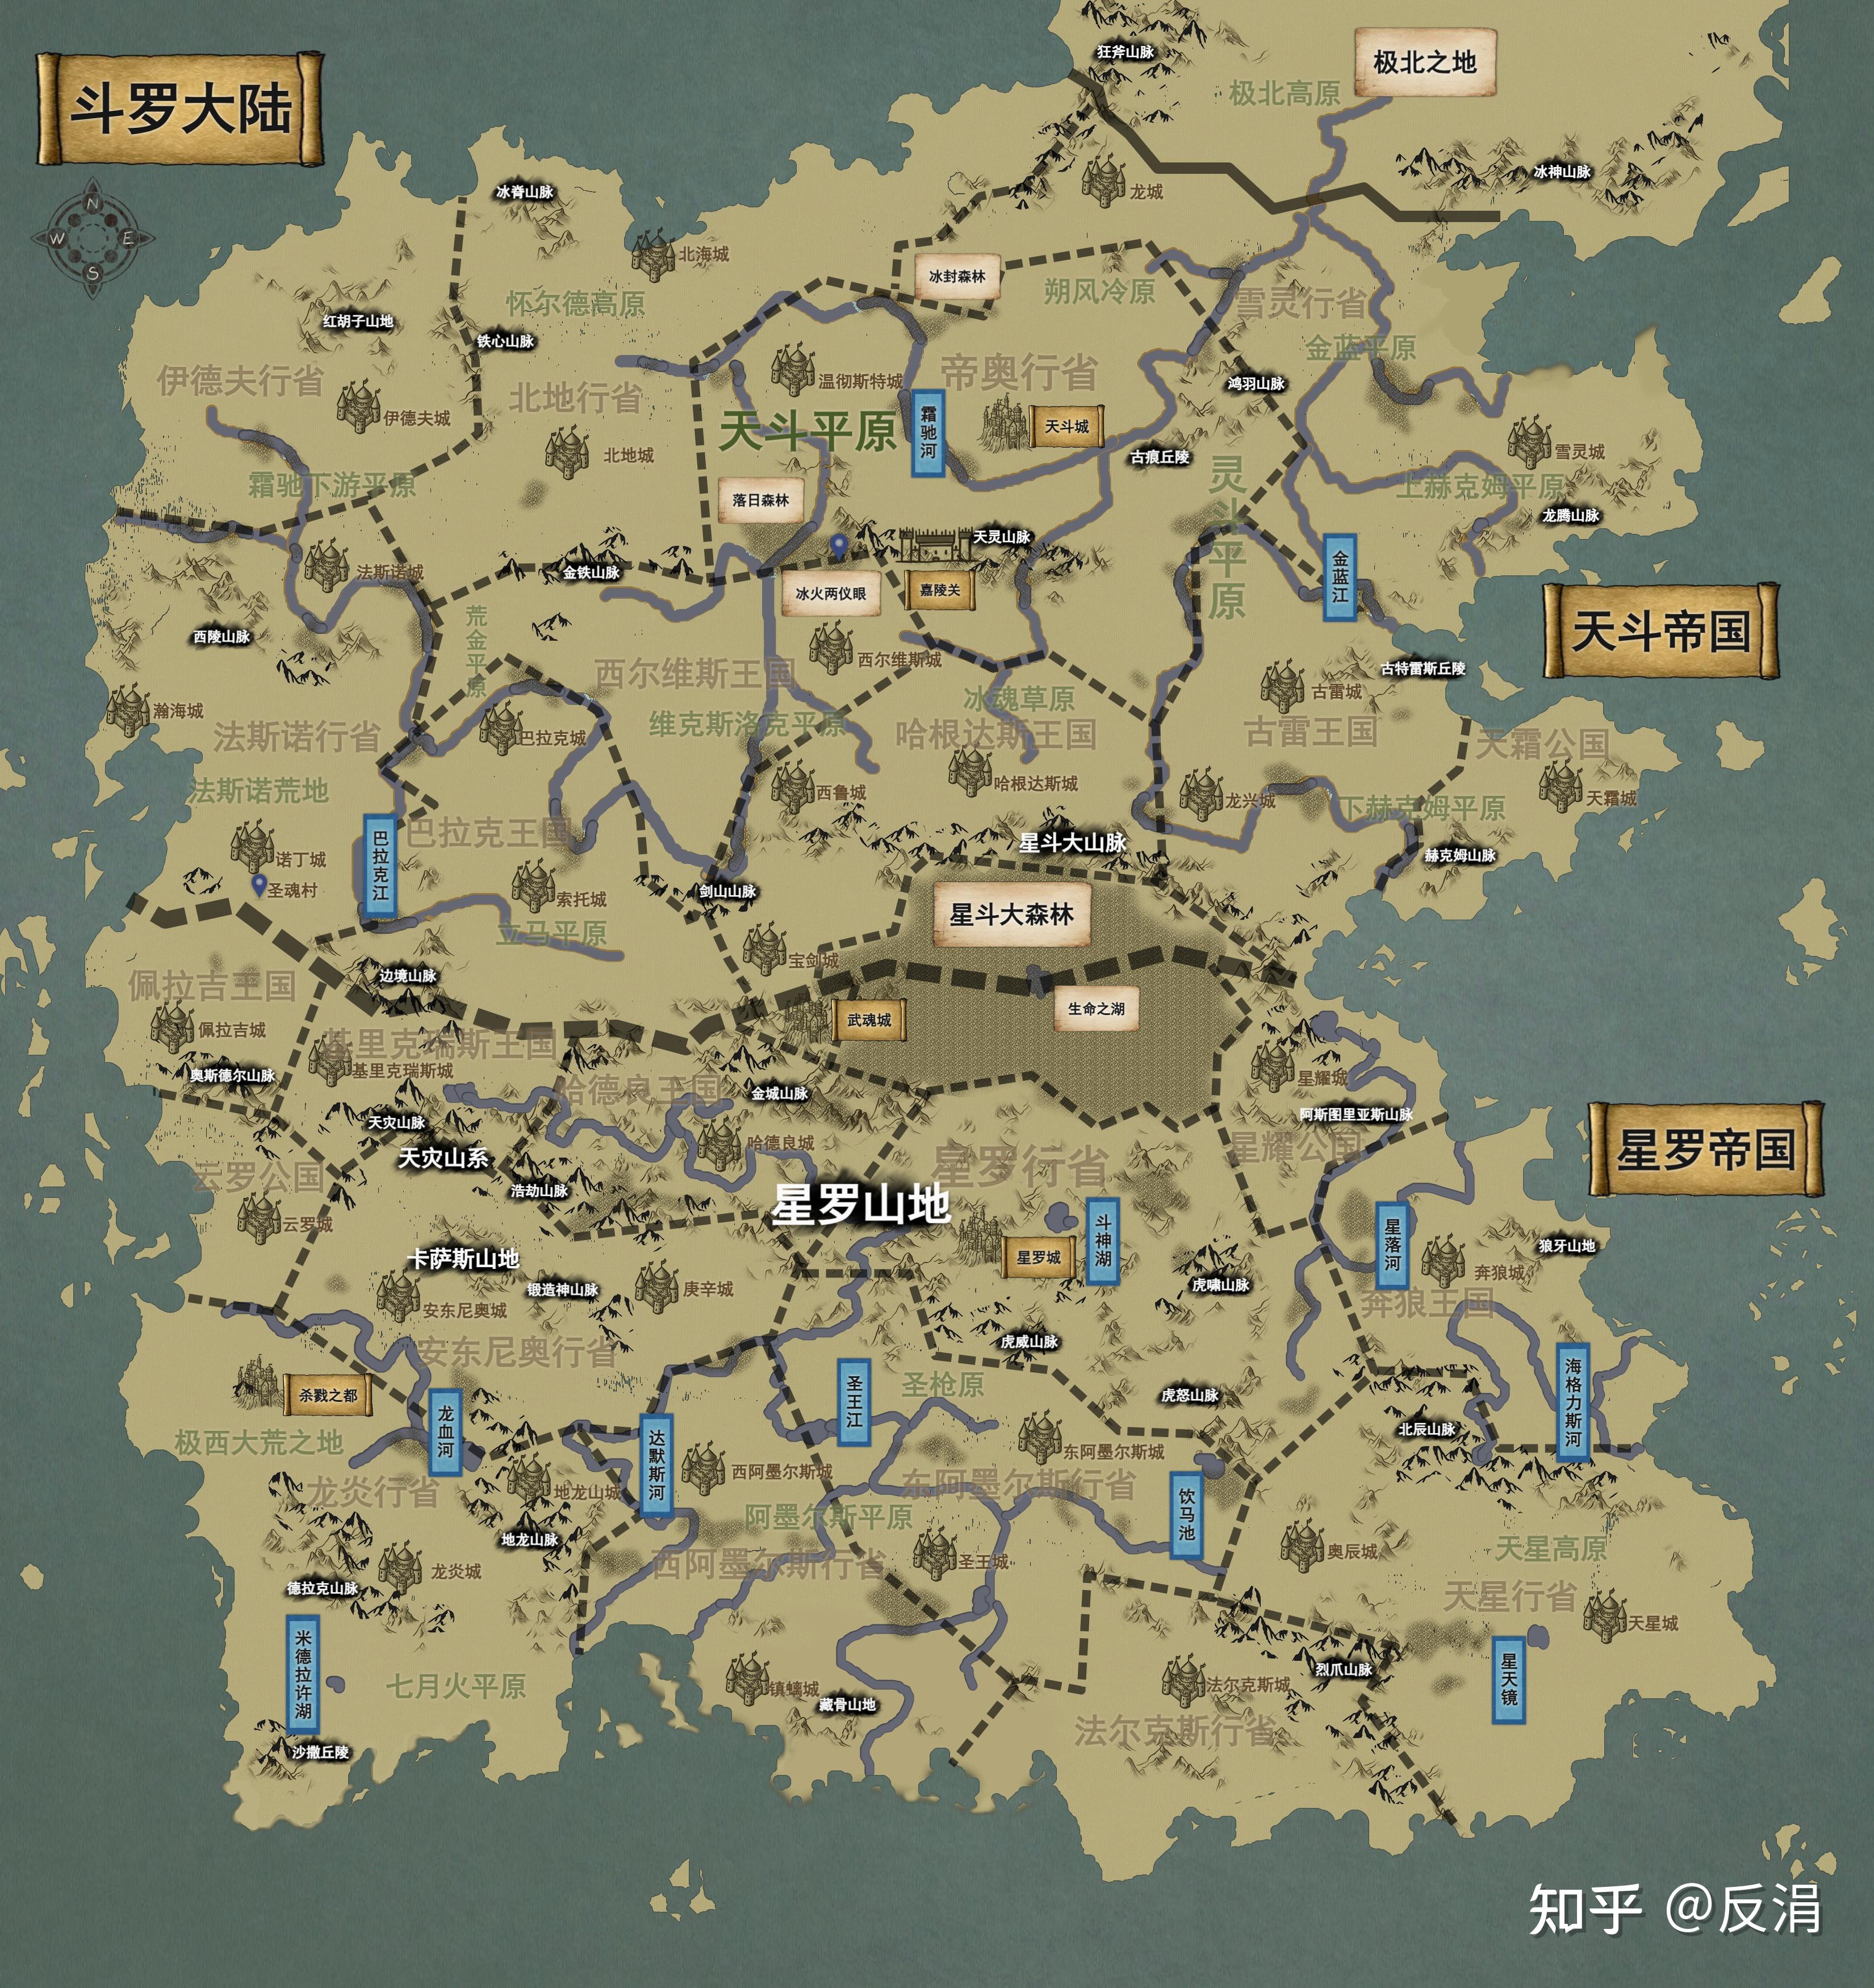 斗罗大陆
N
W
E
S
狂斧山脉
极北之地
极北高原
冰神山脉
冰脊山脉
龙城
北海城
怀尔德高原
红胡子山地
铁心山脉
冰封森林
朔风冷原
雪灵行省
金蓝平原
伊德夫行省
伊德夫城
北地行省
北地城
温彻斯特城
帝奥行省
天斗平原
霜驰河
天斗城
鸿羽山脉
古痕丘陵
雪灵城
上赫克姆平原
龙腾山脉
霜驰下游平原
落日森林
灵斗平原
天灵山脉
法斯诺城
金铁山脉
冰火两仪眼
嘉陵关
金蓝江
天斗帝国
西陵山脉
荒金平原
西尔维斯王国
西尔维斯城
古特雷斯丘陵
古雷城
瀚海城
法斯诺行省
巴拉克城
维克斯洛克平原
冰魂草原
哈根达斯王国
古雷王国
天霜公国
法斯诺荒地
西鲁城
哈根达斯城
龙兴城
下赫克姆平原
天霜城
巴拉克王国
巴拉克江
星斗大山脉
赫克姆山脉
诺丁城
圣魂村
索托城
剑山山脉
星斗大森林
立马平原
宝剑城
边境山脉
佩拉吉王国
生命之湖
武魂城
佩拉吉城
基里克瑞斯王国
基里克瑞斯城
奥斯德尔山脉
哈德良王国
金城山脉
星耀城
阿斯图里亚斯山脉
天灾山脉
天灾山系
哈德良城
星罗行省
星耀公国
星罗帝国
云罗公国
浩劫山脉
星罗山地
云罗城
斗神湖
星落河
狼牙山地
卡萨斯山地
星罗城
奔狼城
锻造神山脉
庚辛城
虎啸山脉
奔狼王国
安东尼奥城
安东尼奥行省
虎威山脉
杀戮之都
圣枪原
圣王江
虎怒山脉
海格力斯河
龙血河
极西大荒之地
达默斯河
北辰山脉
东阿墨尔斯城
西阿墨尔斯城
龙炎行省
地龙山城
东阿墨尔斯行省
阿墨尔斯平原
饮马池
地龙山脉
奥辰城
天星高原
西阿墨尔斯行省
圣王城
龙炎城
德拉克山脉
天星行省
天星城
米德拉许湖
七月火平原
镇螭城
藏骨山地
法尔克斯城
烈爪山脉
星天镜
法尔克斯行省
沙撒丘陵
知乎 @反涓